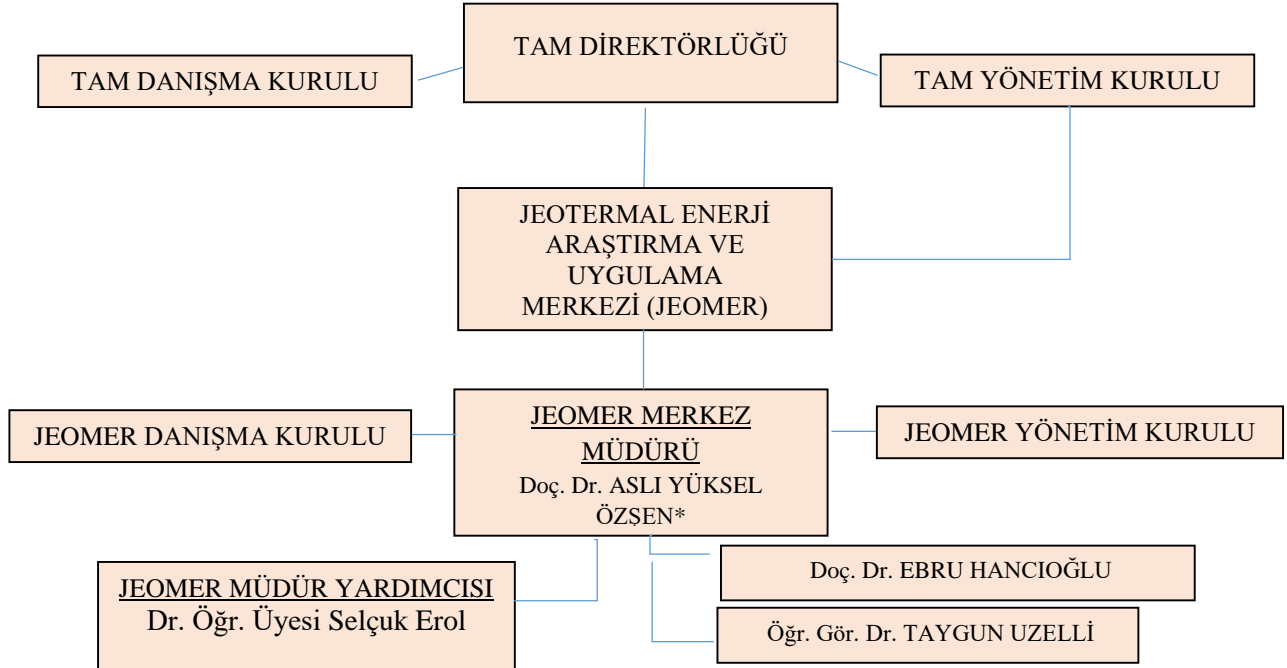 TAM DİREKTÖRLÜĞÜ
TAM DANIŞMA KURULU
TAM YÖNETİM KURULU
JEOTERMAL ENERJİ
ARAŞTIRMA VE
UYGULAMA
MERKEZİ (JEOMER)
JEOMER DANIŞMA KURULU
JEOMER MERKEZ
MÜDÜRÜ
Doç. Dr. ASLI YÜKSEL
ÖZŞEN*
JEOMER YÖNETİM KURULU
JEOMER MÜDÜR YARDIMCISI
Dr. Öğr. Üyesi Selçuk Erol
Doç. Dr. EBRU HANCIOĞLU
Öğr. Gör. Dr. TAYGUN UZELLİ